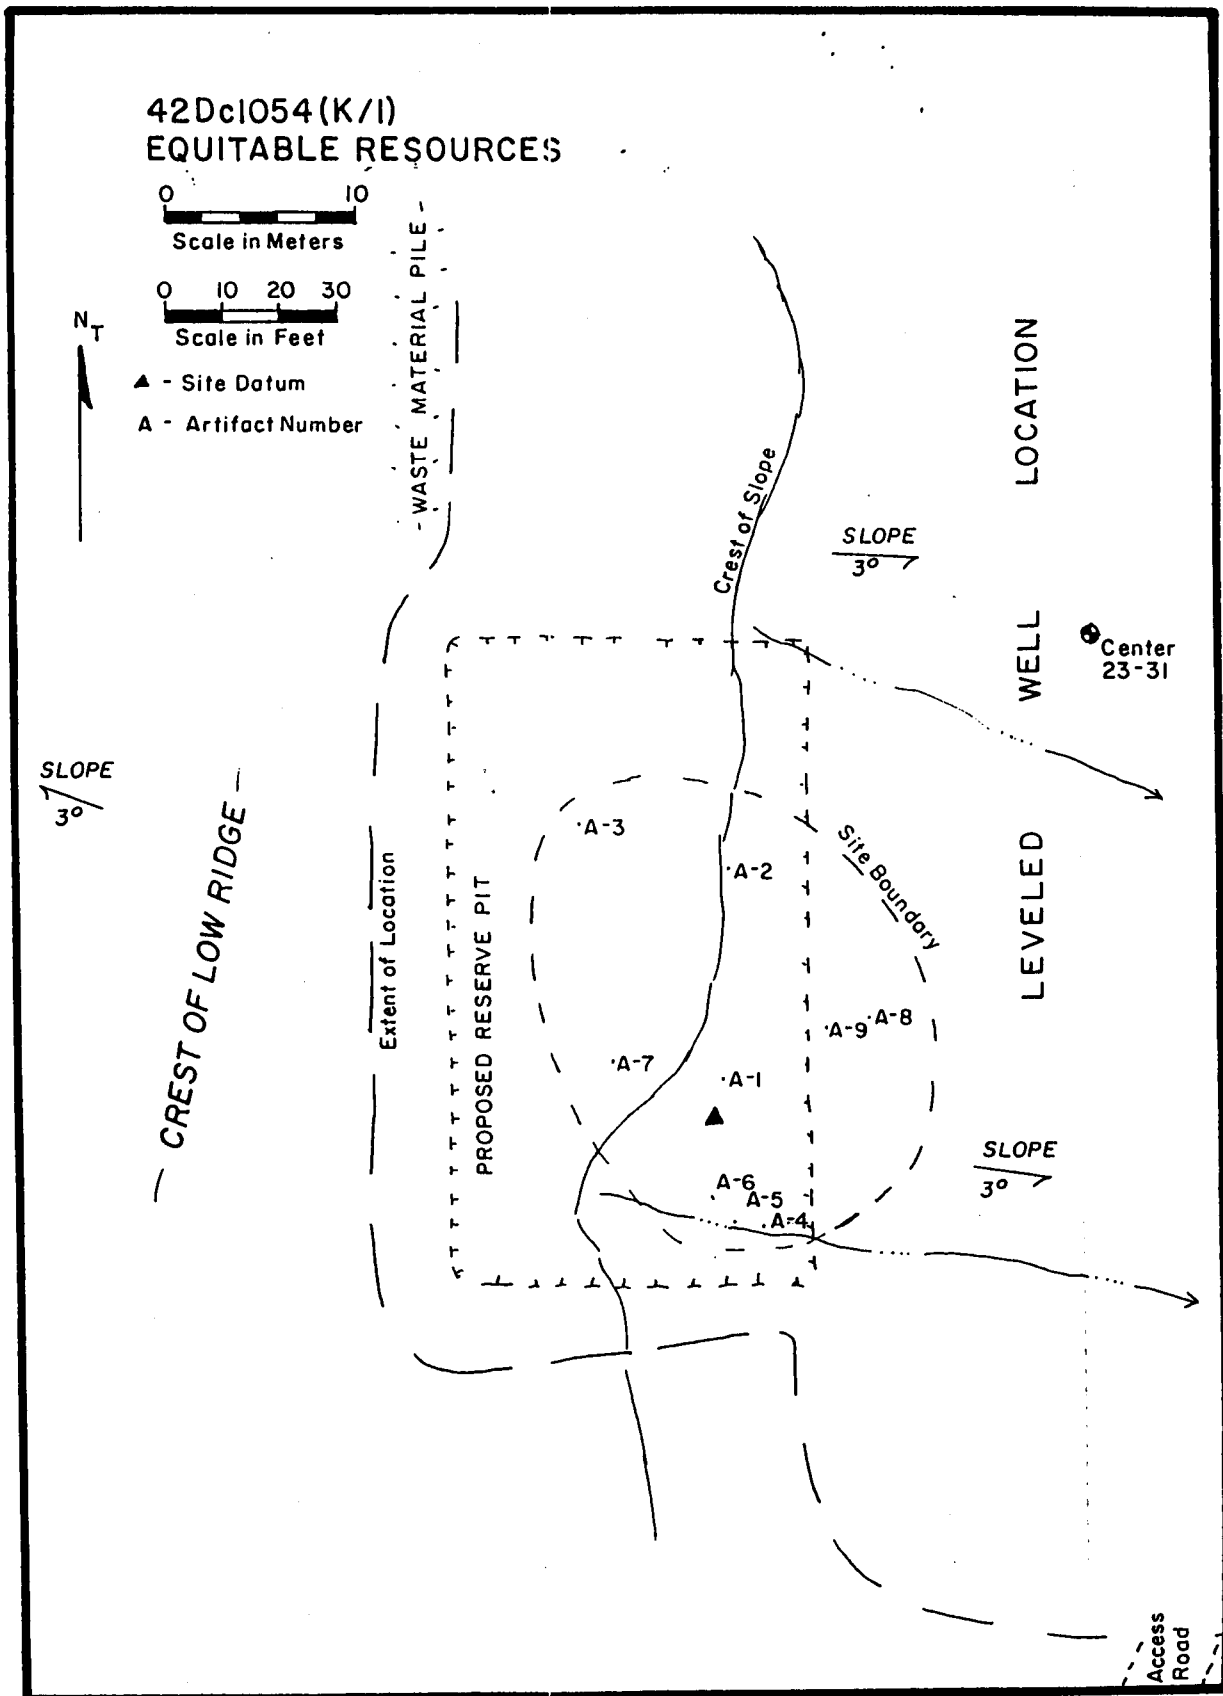 42Dc1054(K/1)
EQUITABLE RESOURCES
0 10
Scale in Meters
0 10 20 30
Scale in Feet
NT
▲ - Site Datum
A - Artifact Number
- WASTE MATERIAL PILE -
Crest of Slope
LEVELED WELL LOCATION
SLOPE
3°
Center
23-31
SLOPE
3°
- CREST OF LOW RIDGE -
Extent of Location
PROPOSED RESERVE PIT
A-3
A-2
Site Boundary
A-9
A-8
A-7
A-1
A-6
A-5
A-4
SLOPE
3°
Access
Road